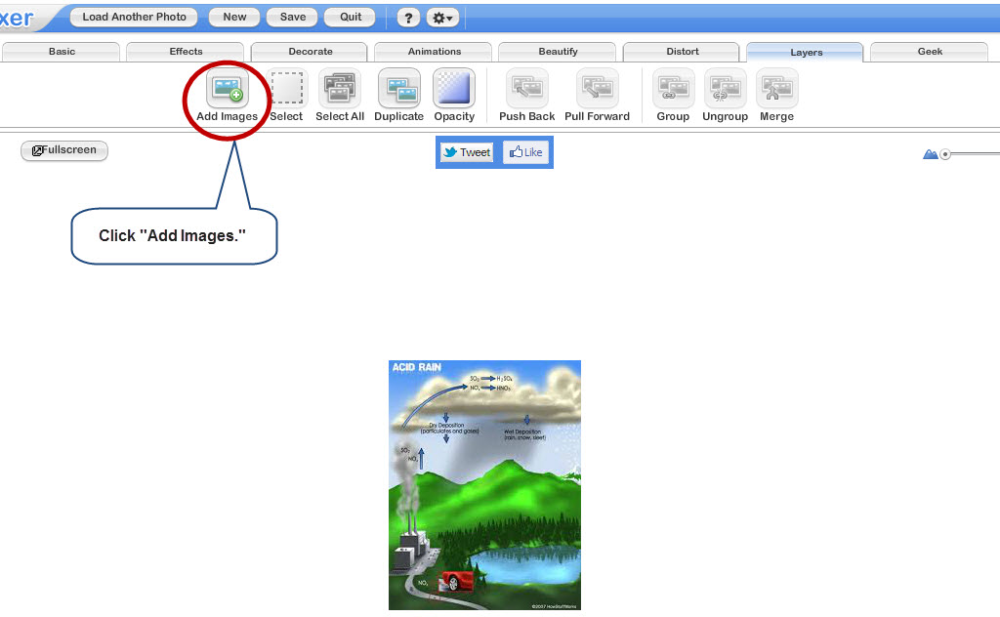 xer
Load Another Photo New Save Quit ?
Basic Effects Decorate Animations Beautify Distort Layers Geek
Add Images Select Select All Duplicate Opacity Push Back Pull Forward Group Ungroup Merge
Fullscreen
Tweet Like
Click "Add Images."
ACID RAIN
SO₂ H₂SO₄
NOₓ HNO₃
Dry Deposition
(particulates and gases)
Wet Deposition
(rain, snow, sleet)
SO₂
NOₓ
NOₓ
©2007 HowStuffWorks